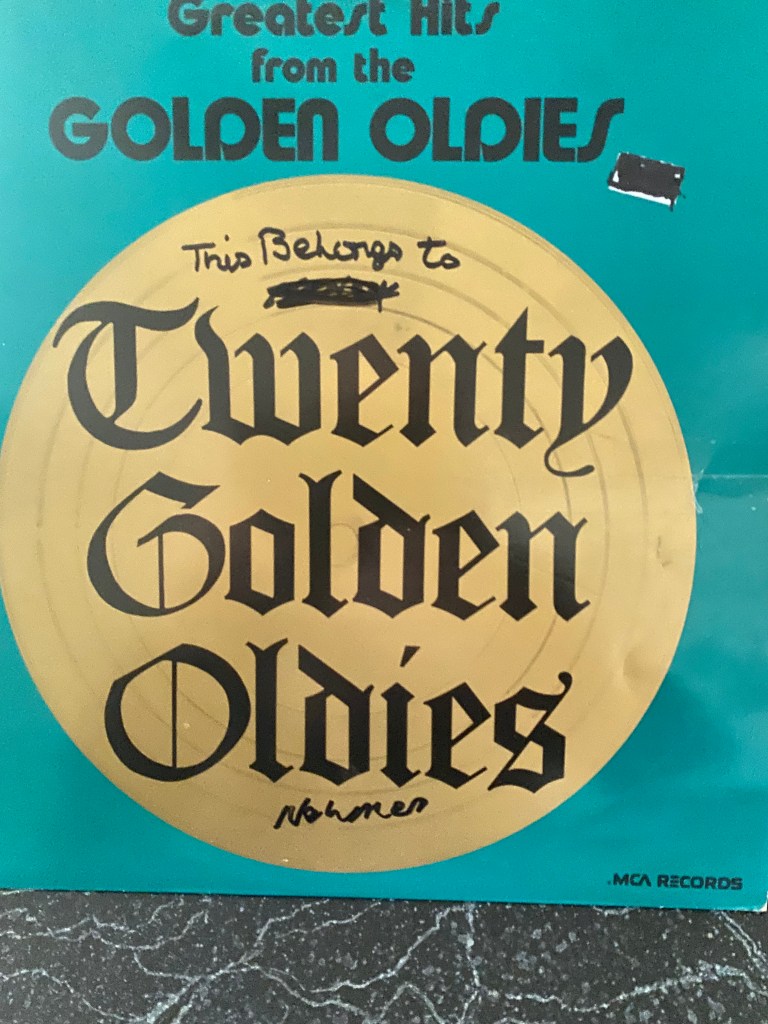 Greatest Hits
from the
GOLDEN OLDIES
This Belongs to
Twenty
Golden
Oldies
MCA RECORDS